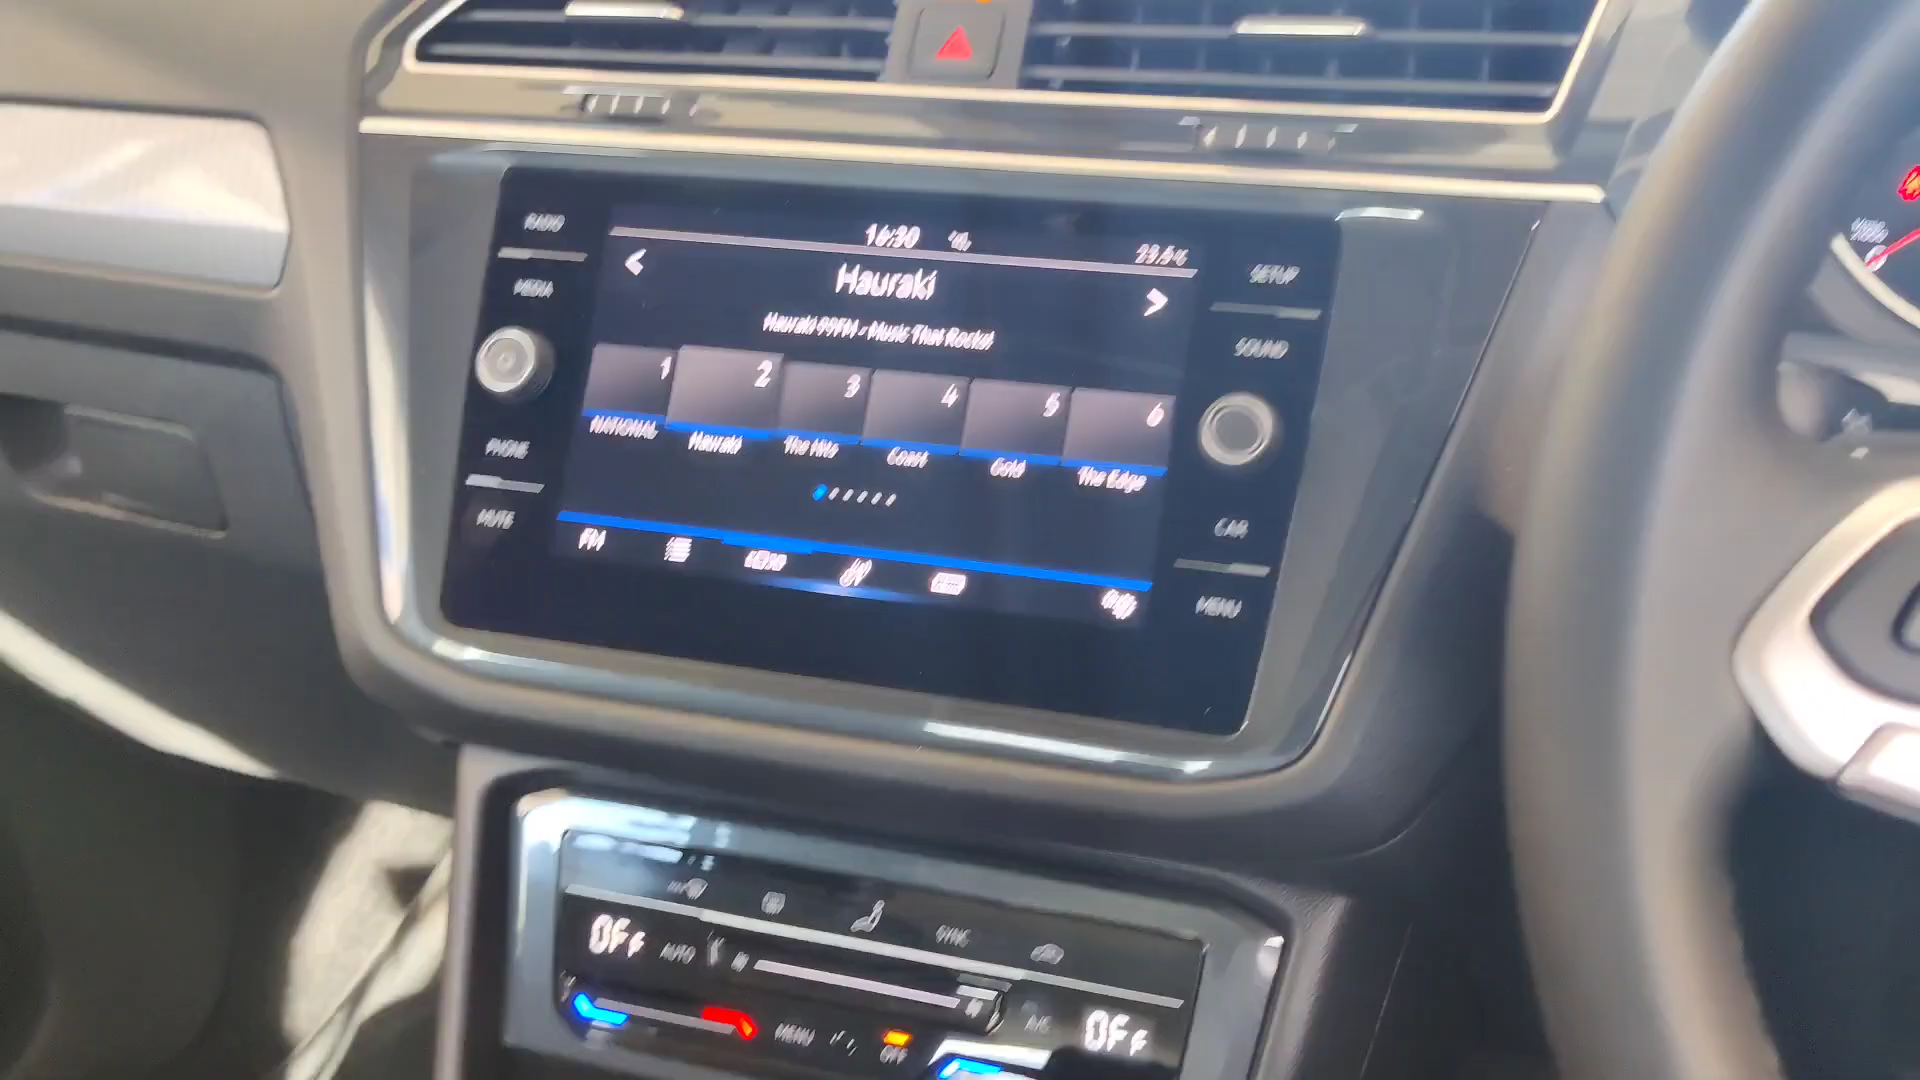 RADIO
MEDIA
PHONE
MUTE
16:30
23.5°C
Hauraki
Hauraki 99FM - Music That Rocks!
1 2 3 4 5 6
NATIONAL Hauraki The Hits Coast Gold The Edge
FM
SETUP
SOUND
CAR
MENU
SYNC
OFF AUTO A/C OFF
MENU OFF